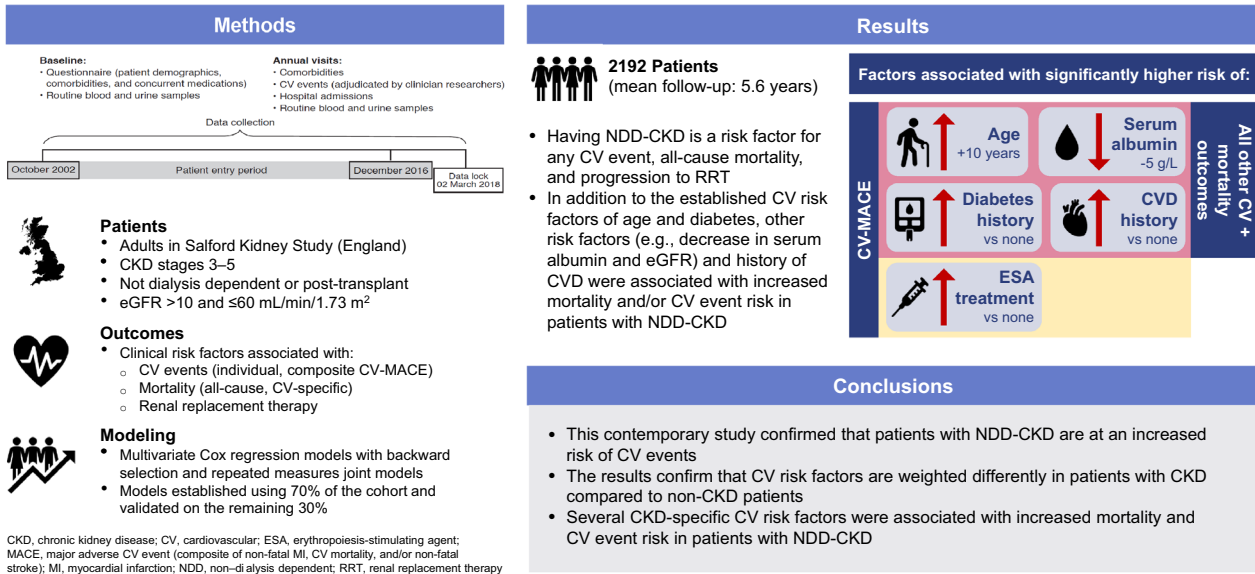 Methods
Baseline:
• Questionnaire (patient demographics,
comorbidities, and concurrent medications)
• Routine blood and urine samples
Annual visits:
• Comorbidities
• CV events (adjudicated by clinician researchers)
• Hospital admissions
• Routine blood and urine samples
Data collection
October 2002
Patient entry period
December 2016
Data lock
02 March 2018
Patients
• Adults in Salford Kidney Study (England)
• CKD stages 3–5
• Not dialysis dependent or post-transplant
• eGFR >10 and ≤60 mL/min/1.73 m²
Outcomes
• Clinical risk factors associated with:
○ CV events (individual, composite CV-MACE)
○ Mortality (all-cause, CV-specific)
○ Renal replacement therapy
Modeling
• Multivariate Cox regression models with backward
selection and repeated measures joint models
• Models established using 70% of the cohort and
validated on the remaining 30%
CKD, chronic kidney disease; CV, cardiovascular; ESA, erythropoiesis-stimulating agent;
MACE, major adverse CV event (composite of non-fatal MI, CV mortality, and/or non-fatal
stroke); MI, myocardial infarction; NDD, non–di alysis dependent; RRT, renal replacement therapy
Results
2192 Patients
(mean follow-up: 5.6 years)
• Having NDD-CKD is a risk factor for
any CV event, all-cause mortality,
and progression to RRT
• In addition to the established CV risk
factors of age and diabetes, other
risk factors (e.g., decrease in serum
albumin and eGFR) and history of
CVD were associated with increased
mortality and/or CV event risk in
patients with NDD-CKD
Factors associated with significantly higher risk of:
CV-MACE
Age
+10 years
Serum
albumin
-5 g/L
Diabetes
history
vs none
CVD
history
vs none
ESA
treatment
vs none
All other CV +
mortality
outcomes
Conclusions
• This contemporary study confirmed that patients with NDD-CKD are at an increased
risk of CV events
• The results confirm that CV risk factors are weighted differently in patients with CKD
compared to non-CKD patients
• Several CKD-specific CV risk factors were associated with increased mortality and
CV event risk in patients with NDD-CKD